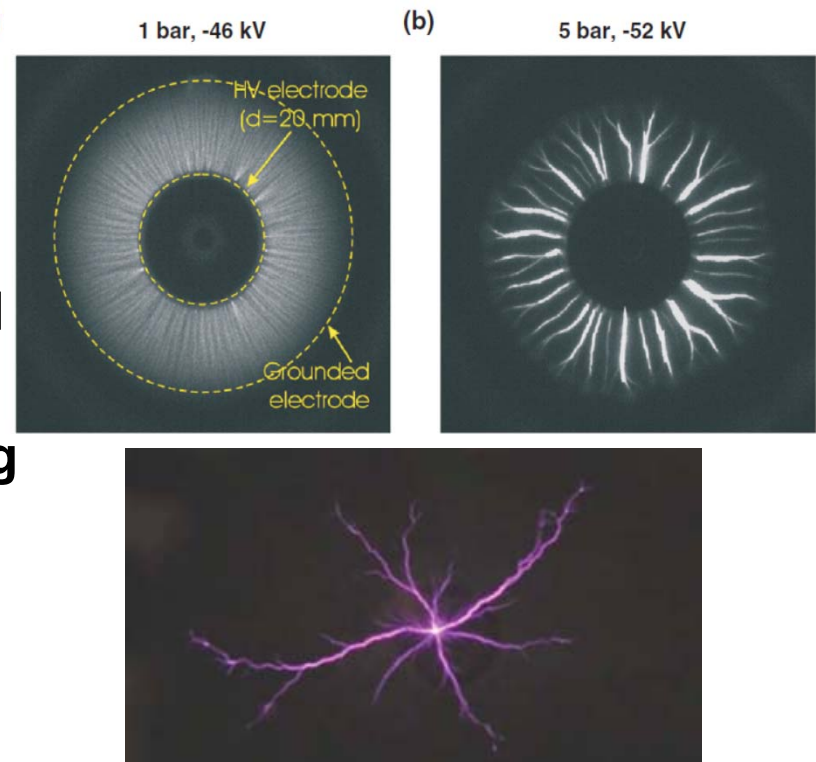 1 bar, -46 kV
(b)
5 bar, -52 kV
HV electrode
(d=20 mm)
Grounded
electrode
g